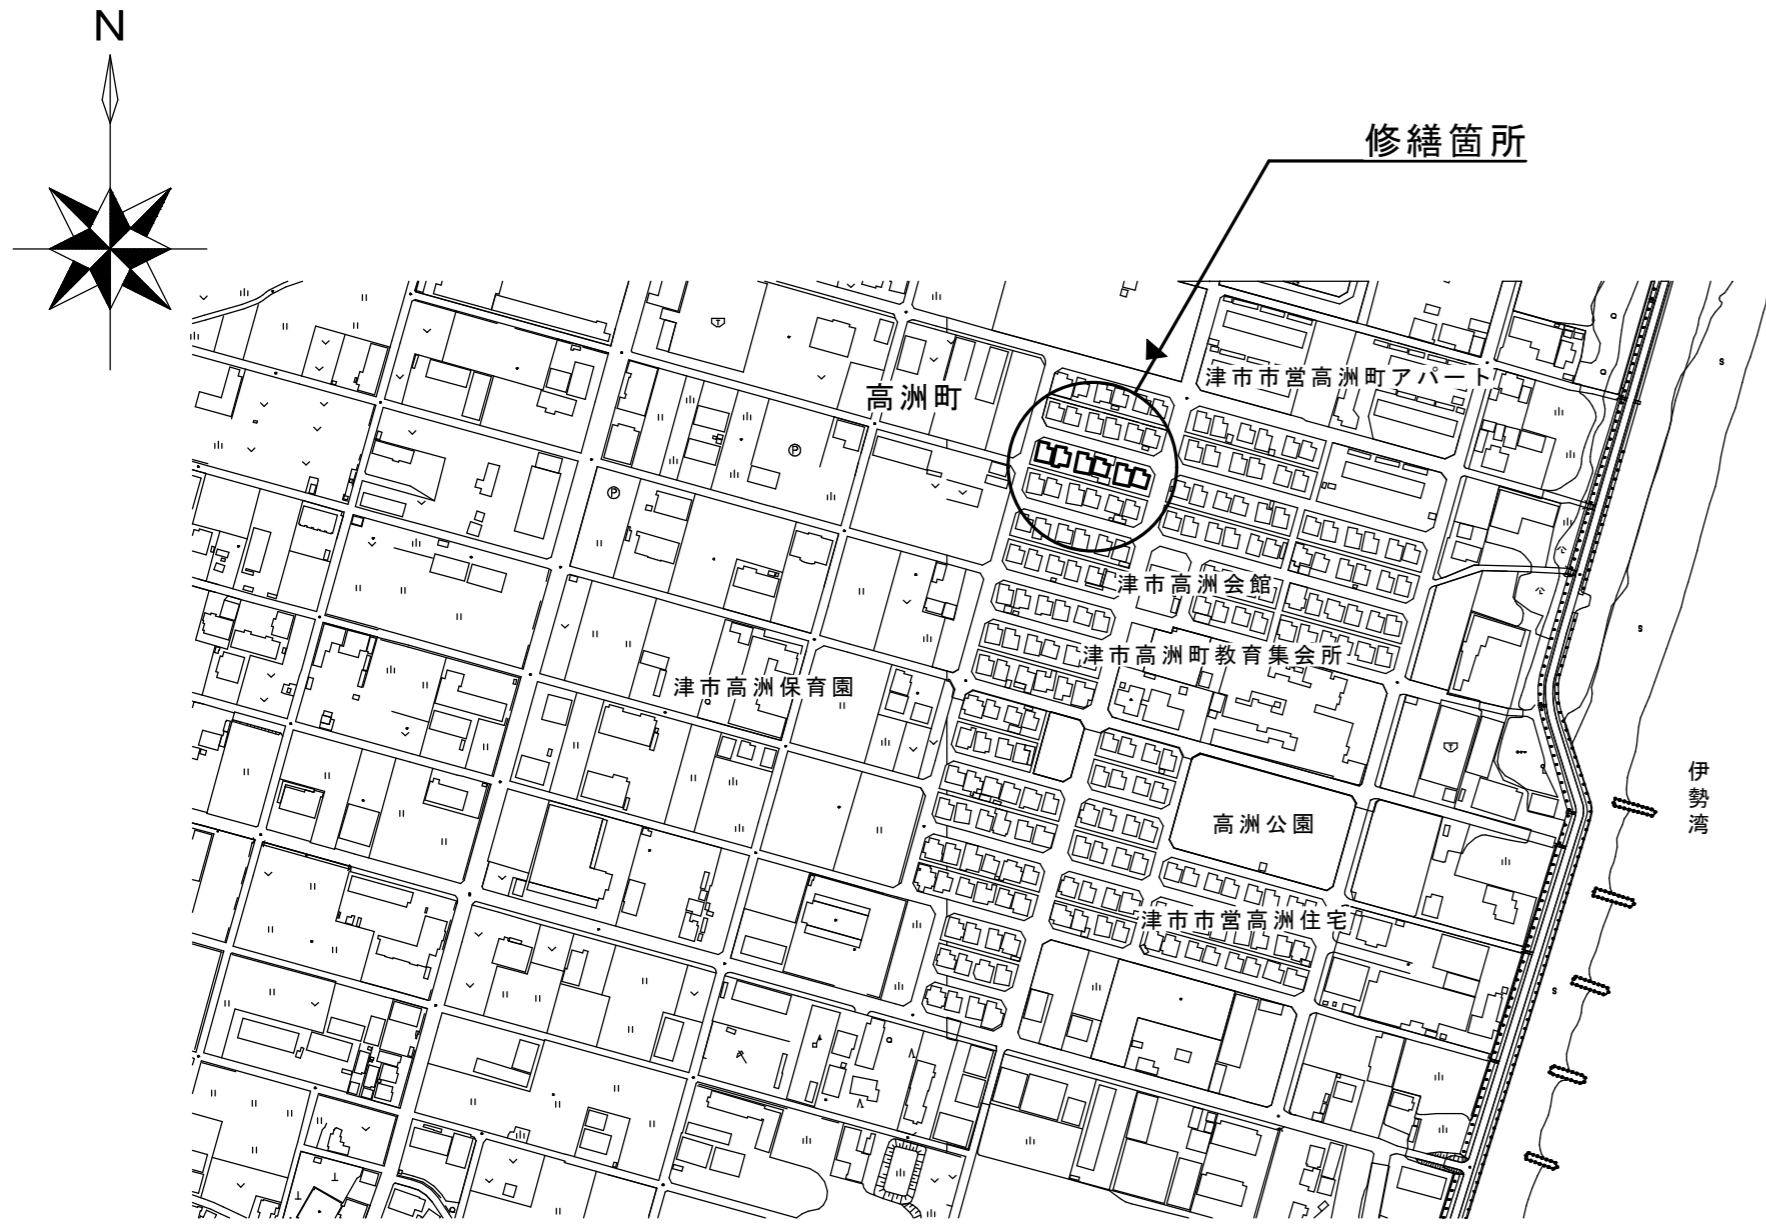 N
修繕箇所
津市市営高洲町アパート
高洲町
津市高洲会館
津市高洲町教育集会所
津市高洲保育園
伊勢湾
高洲公園
津市市営高洲住宅